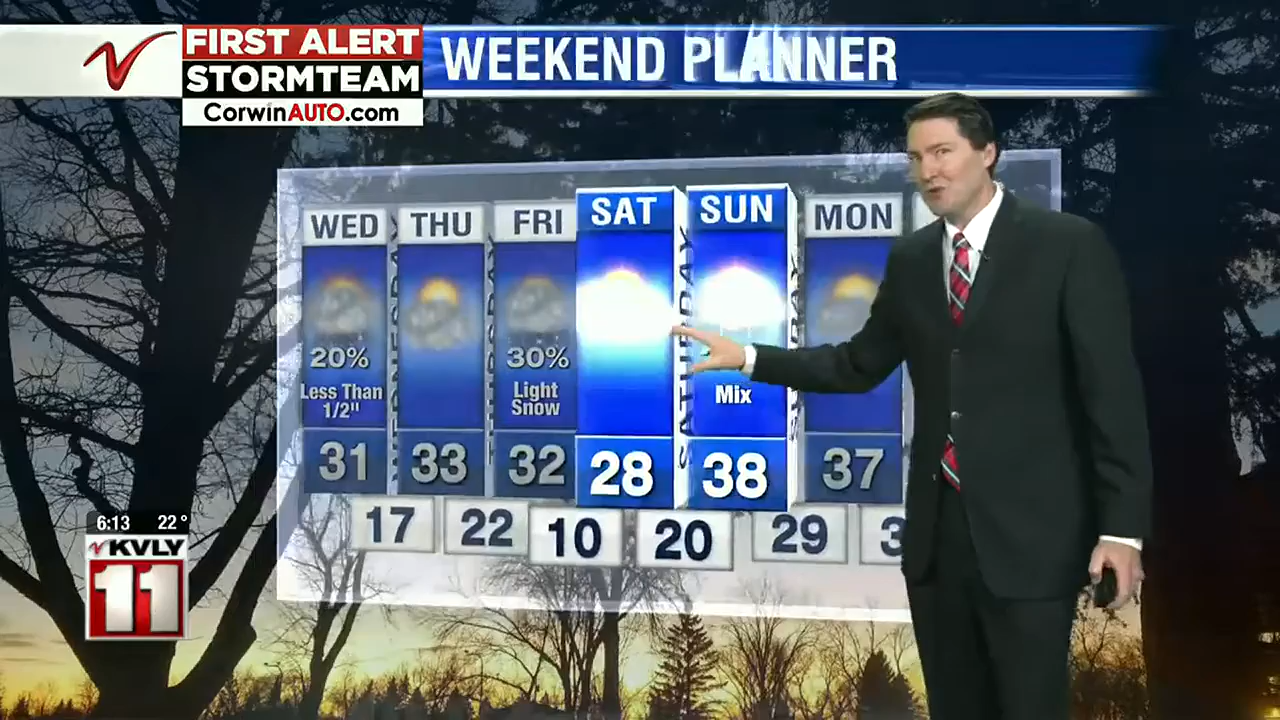 FIRST ALERT
STORMTEAM
CorwinAUTO.com
WEEKEND PLANNER
WED THU FRI SAT SUN MON
20% 30%
Less Than
1/2"
Light
Snow
Mix
SATURDAY
31 33 32 28 38 37
17 22 10 20 29 3
6:13 22°
KVLY
11